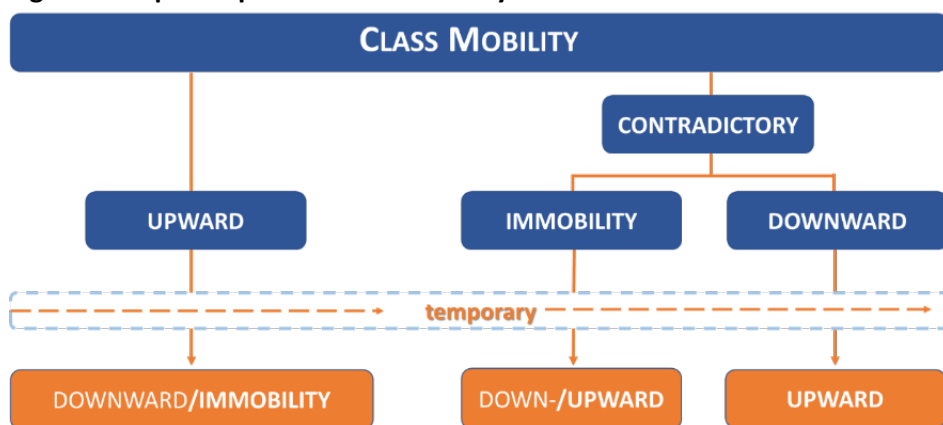 CLASS MOBILITY
CONTRADICTORY
UPWARD
IMMOBILITY
DOWNWARD
temporary
DOWNWARD/IMMOBILITY
DOWN-/UPWARD
UPWARD